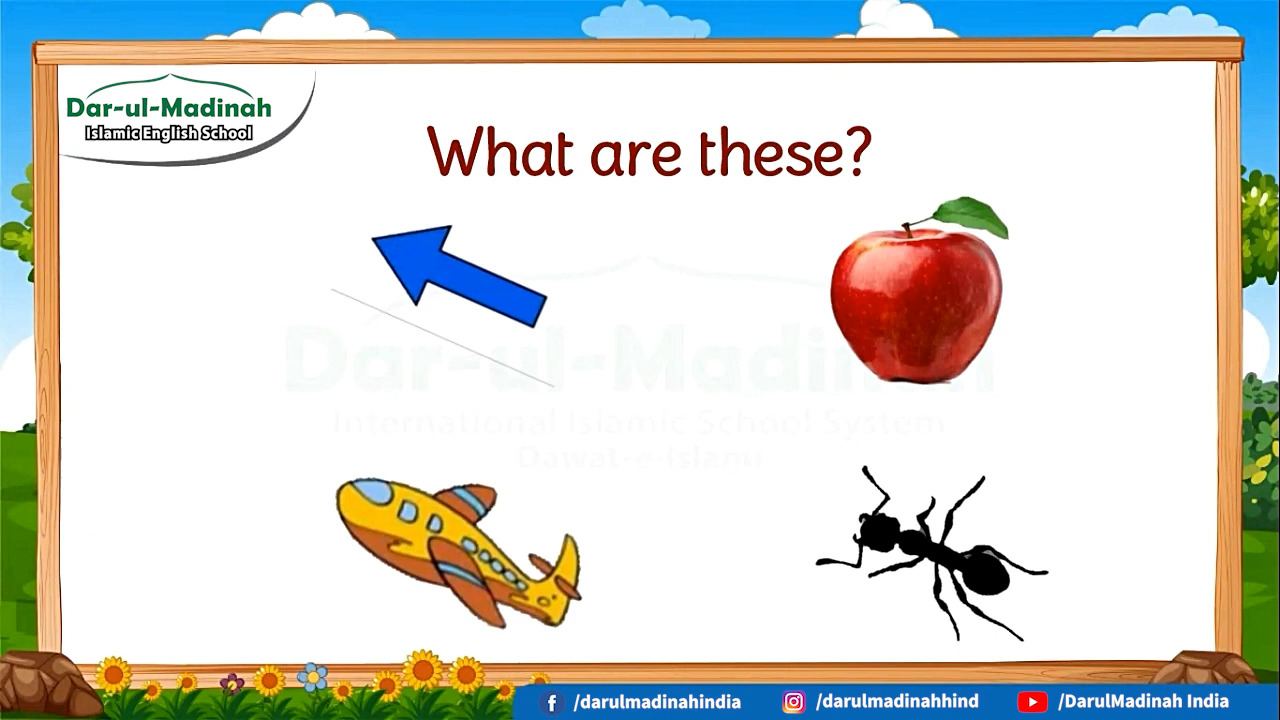 Dar-ul-Madinah
Islamic English School
What are these?
Dar-ul-Madinah
International Islamic School System
Dawat-e-Islami
/darulmadinahindia
/darulmadinahhind
/DarulMadinah India